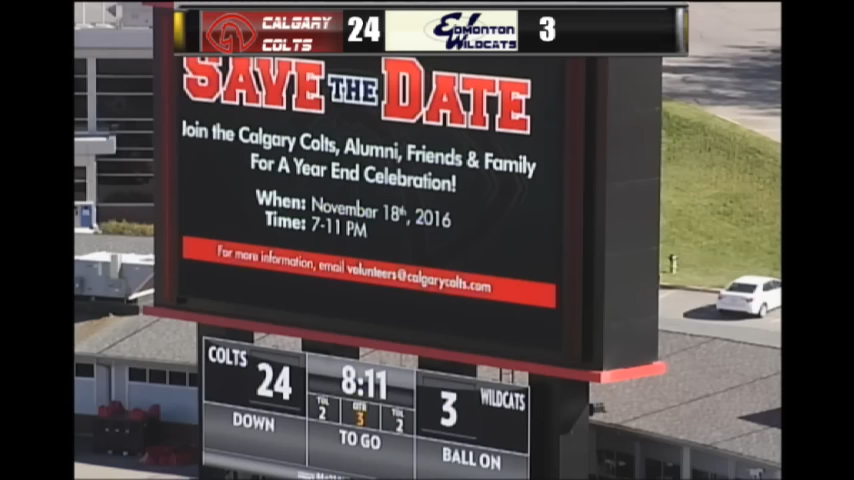 CALGARY COLTS 24 EDMONTON WILDCATS 3
SAVE THE DATE
Join the Calgary Colts, Alumni, Friends & Family
For A Year End Celebration!
When: November 18th, 2016
Time: 7-11 PM
For more information, email volunteers@calgarycolts.com
COLTS 24 8:11 3 WILDCATS
TOL QTR TOL
2 3 2
DOWN TO GO BALL ON